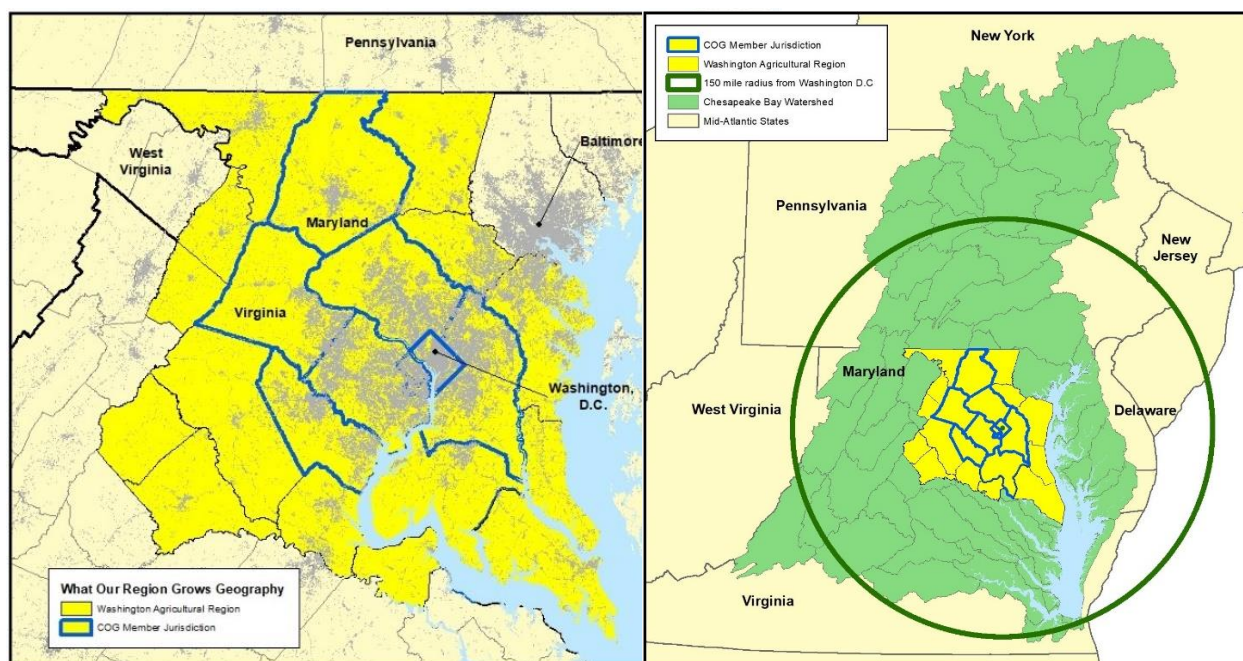 Pennsylvania
West
Virginia
Baltimore
Maryland
Virginia
Washington,
D.C.
What Our Region Grows Geography
Washington Agricultural Region
COG Member Jurisdiction
COG Member Jurisdiction
Washington Agricultural Region
150 mile radius from Washington D.C
Chesapeake Bay Watershed
Mid-Atlantic States
New York
Pennsylvania
New
Jersey
Maryland
West Virginia
Delaware
Virginia